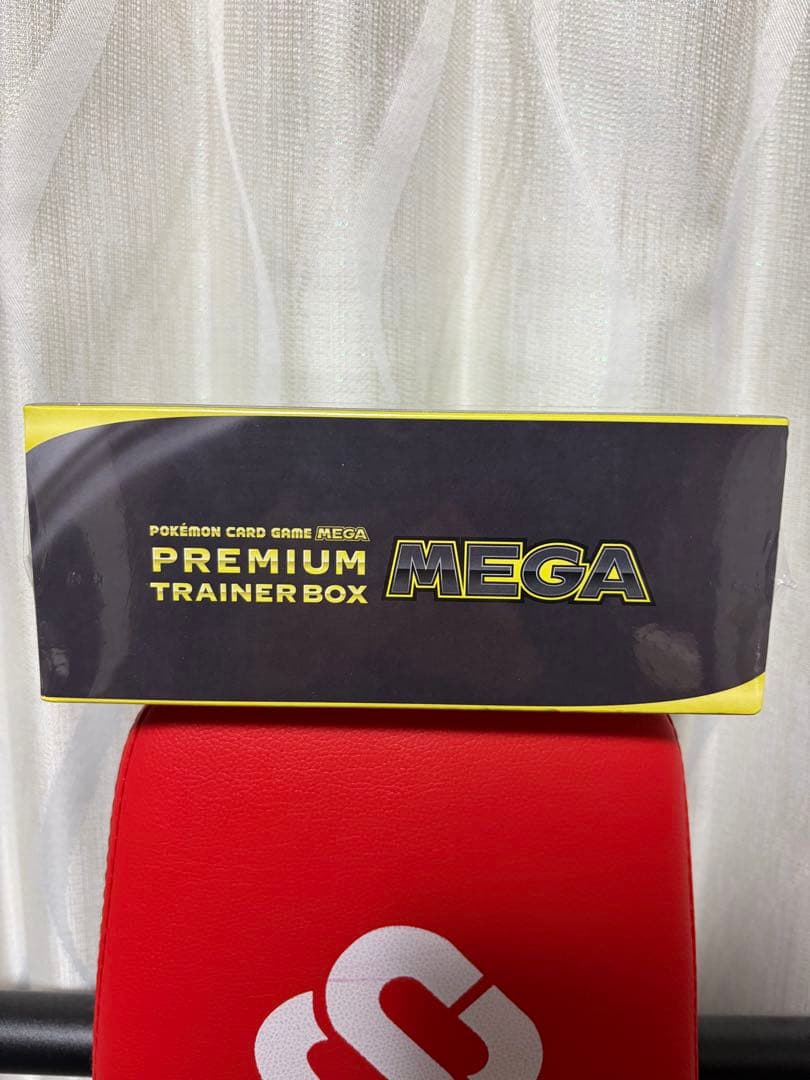 POKÉMON CARD GAME MEGA
PREMIUM
TRAINER BOX
MEGA